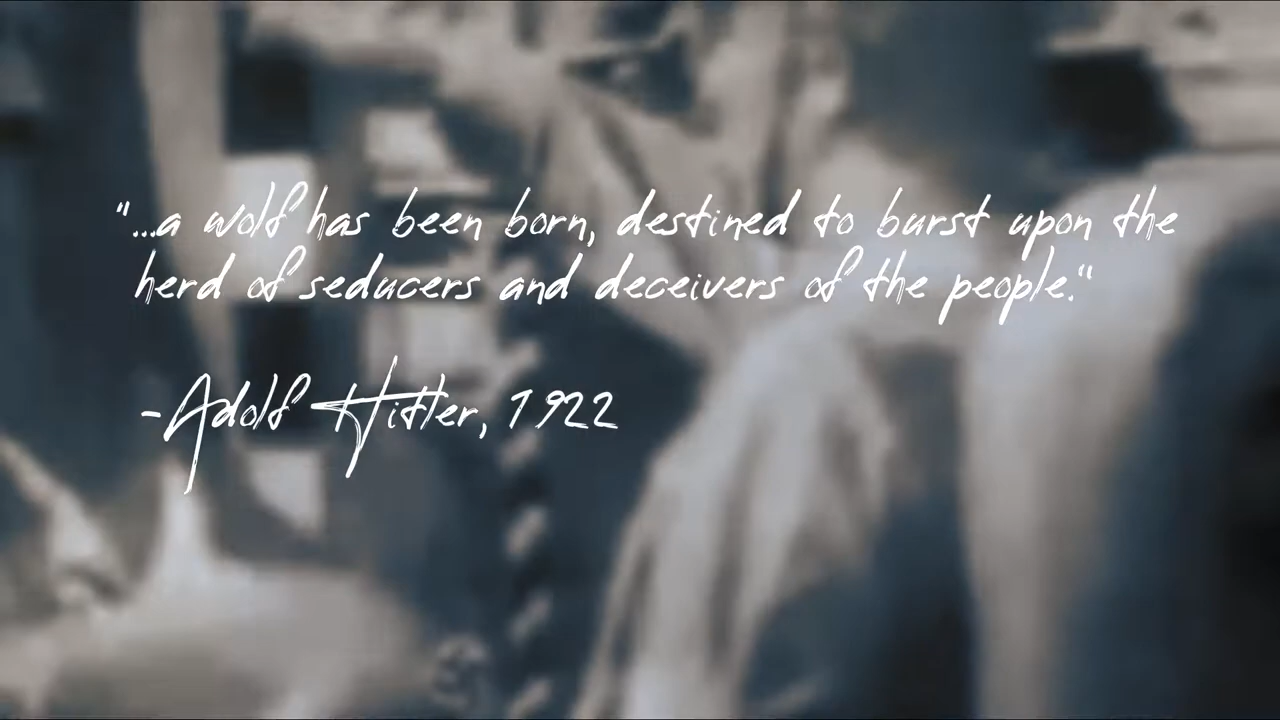 "...a wolf has been born, destined to burst upon the
herd of seducers and deceivers of the people."
-Adolf Hitler, 1922